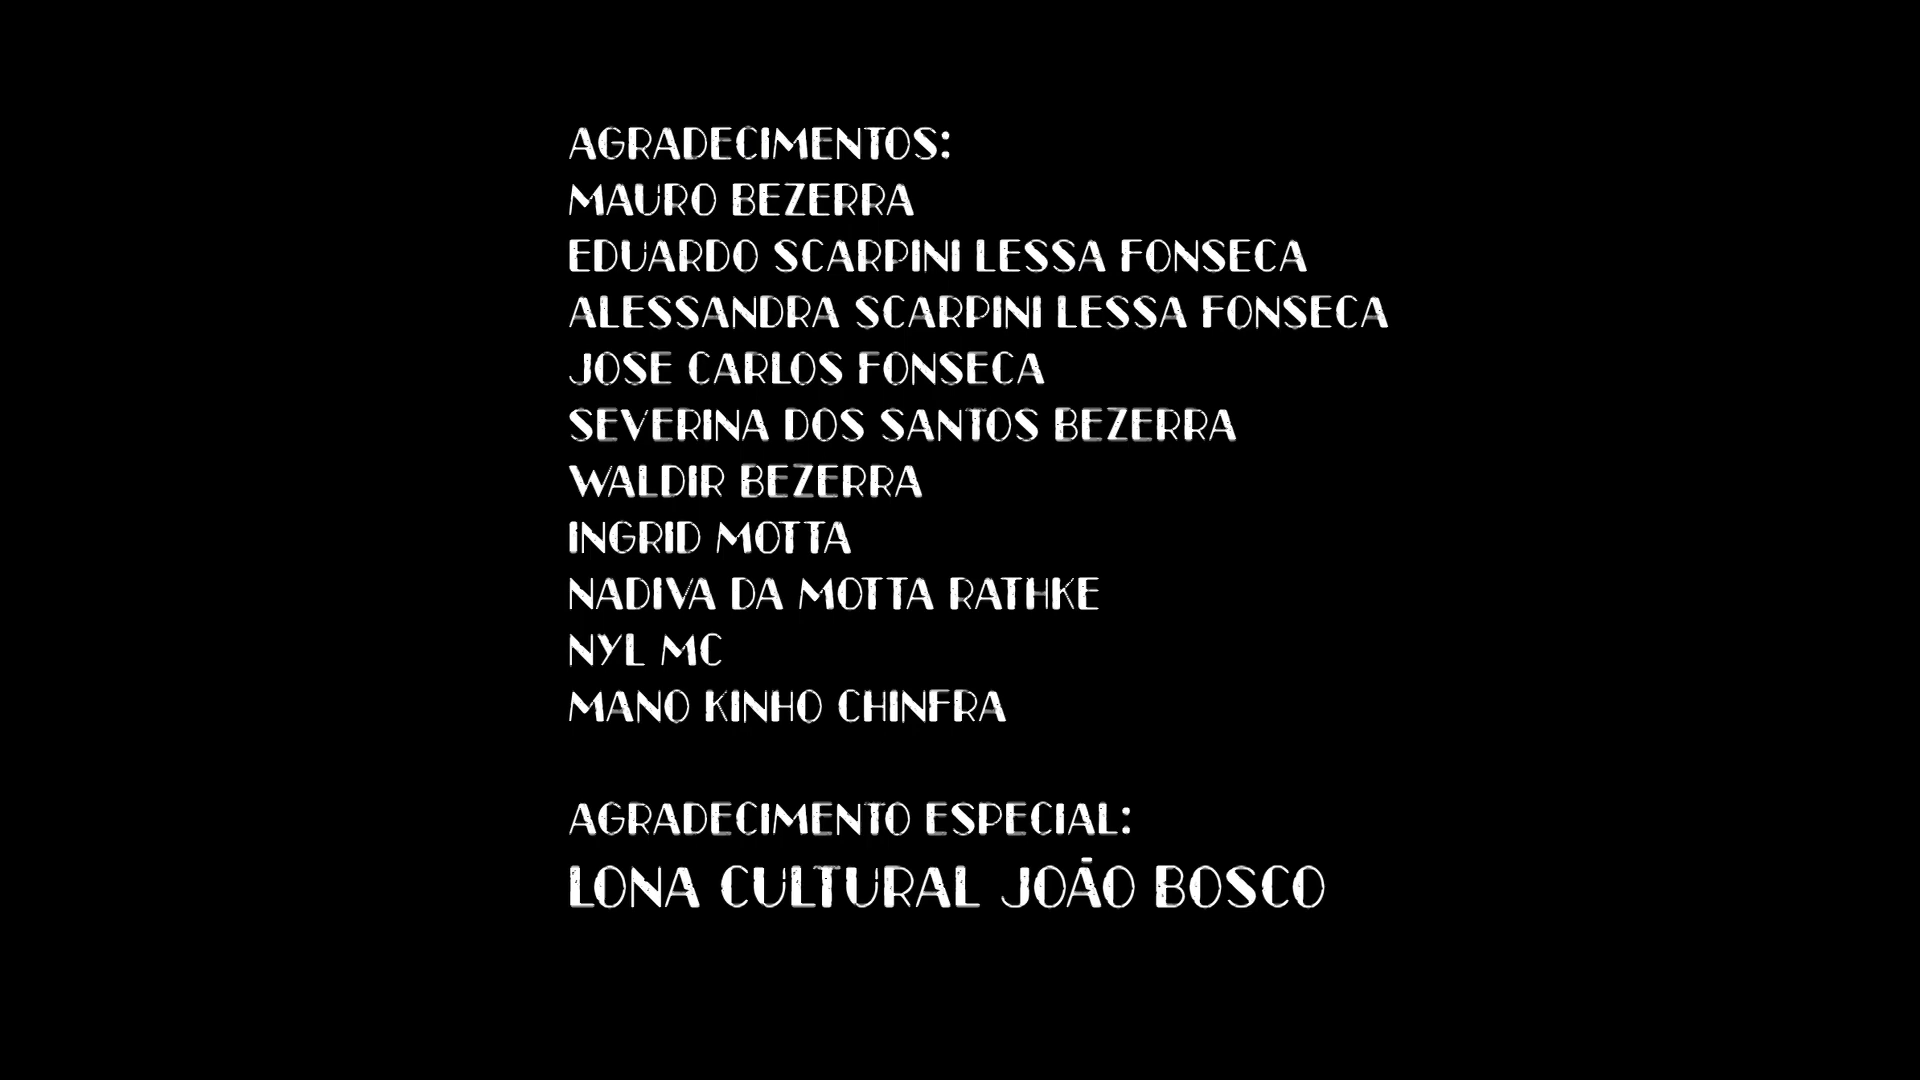 AGRADECIMENTOS:
MAURO BEZERRA
EDUARDO SCARPINI LESSA FONSECA
ALESSANDRA SCARPINI LESSA FONSECA
JOSE CARLOS FONSECA
SEVERINA DOS SANTOS BEZERRA
WALDIR BEZERRA
INGRID MOTTA
NADIVA DA MOTTA RATHKE
NYL MC
MANO KINHO CHINFRA
AGRADECIMENTO ESPECIAL:
LONA CULTURAL JOÃO BOSCO